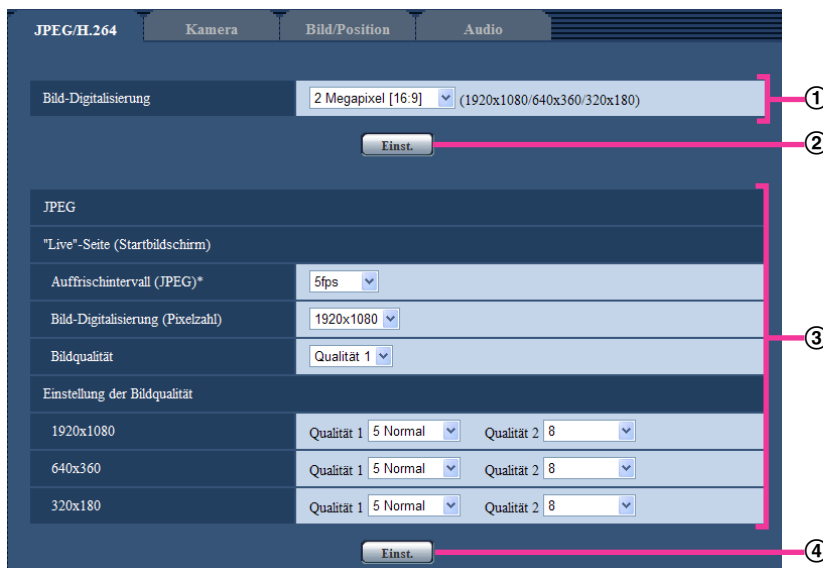 JPEG/H.264 Kamera Bild/Position Audio
Bild-Digitalisierung 2 Megapixel [16:9] (1920x1080/640x360/320x180) ①
Einst. ②
JPEG
"Live"-Seite (Startbildschirm)
Auffrischintervall (JPEG)* 5fps
Bild-Digitalisierung (Pixelzahl) 1920x1080 ③
Bildqualität Qualität 1
Einstellung der Bildqualität
1920x1080 Qualität 1 5 Normal Qualität 2 8
640x360 Qualität 1 5 Normal Qualität 2 8
320x180 Qualität 1 5 Normal Qualität 2 8
Einst. ④